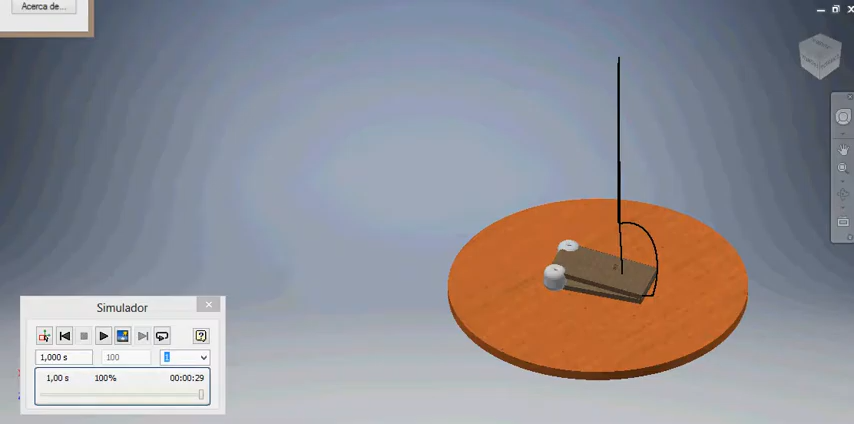 Acerca de...
Simulador
1,000 s
100
1
1,00 s
100%
00:00:29